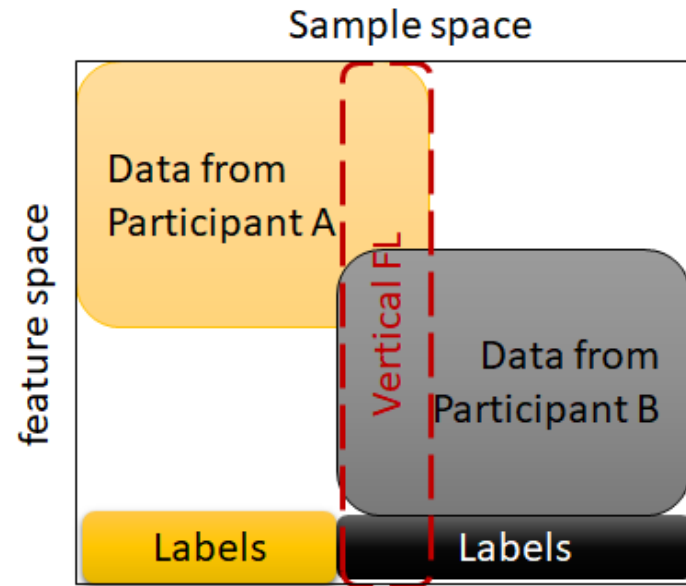 Sample space
feature space
Data from
Participant A
Vertical FL
Data from
Participant B
Labels
Labels